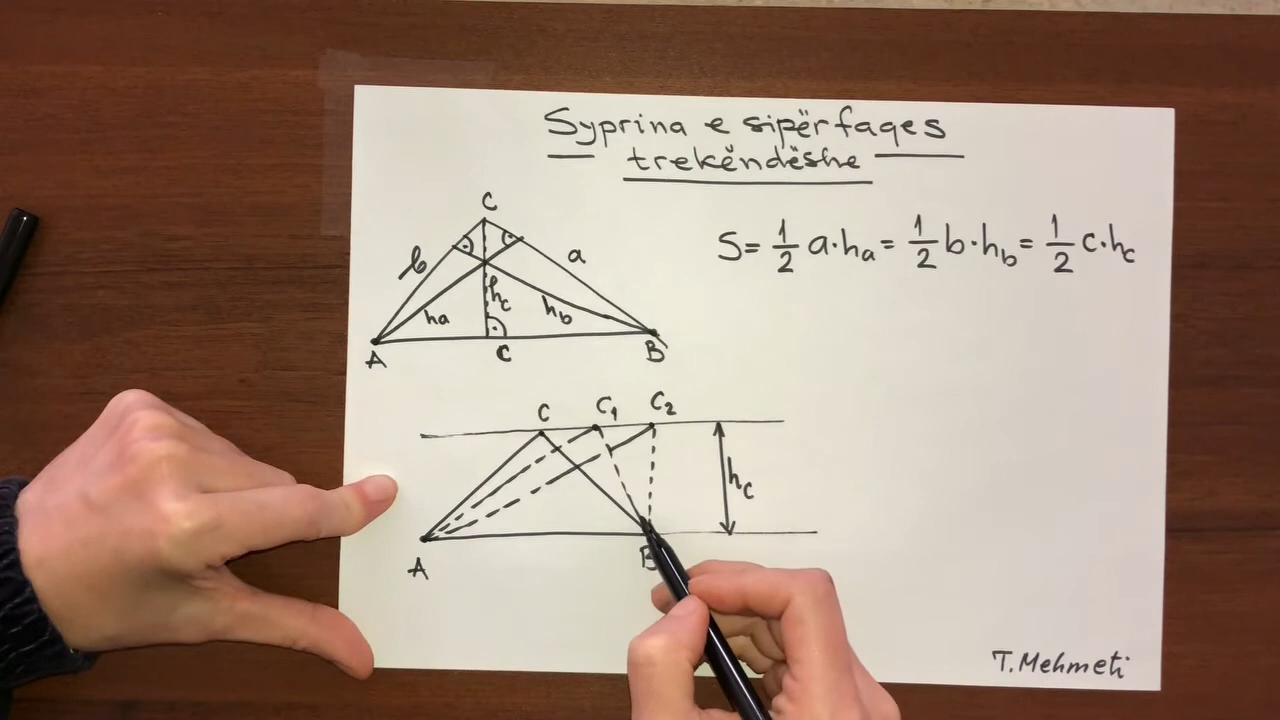 Syprina e sipërfaqes
trekëndëshe
C
b
a
S = 1/2 a·ha = 1/2 b·hb = 1/2 c·hc
hc
ha
hb
A
C
B
C
C1
C2
hc
A
B
T.Mehmeti